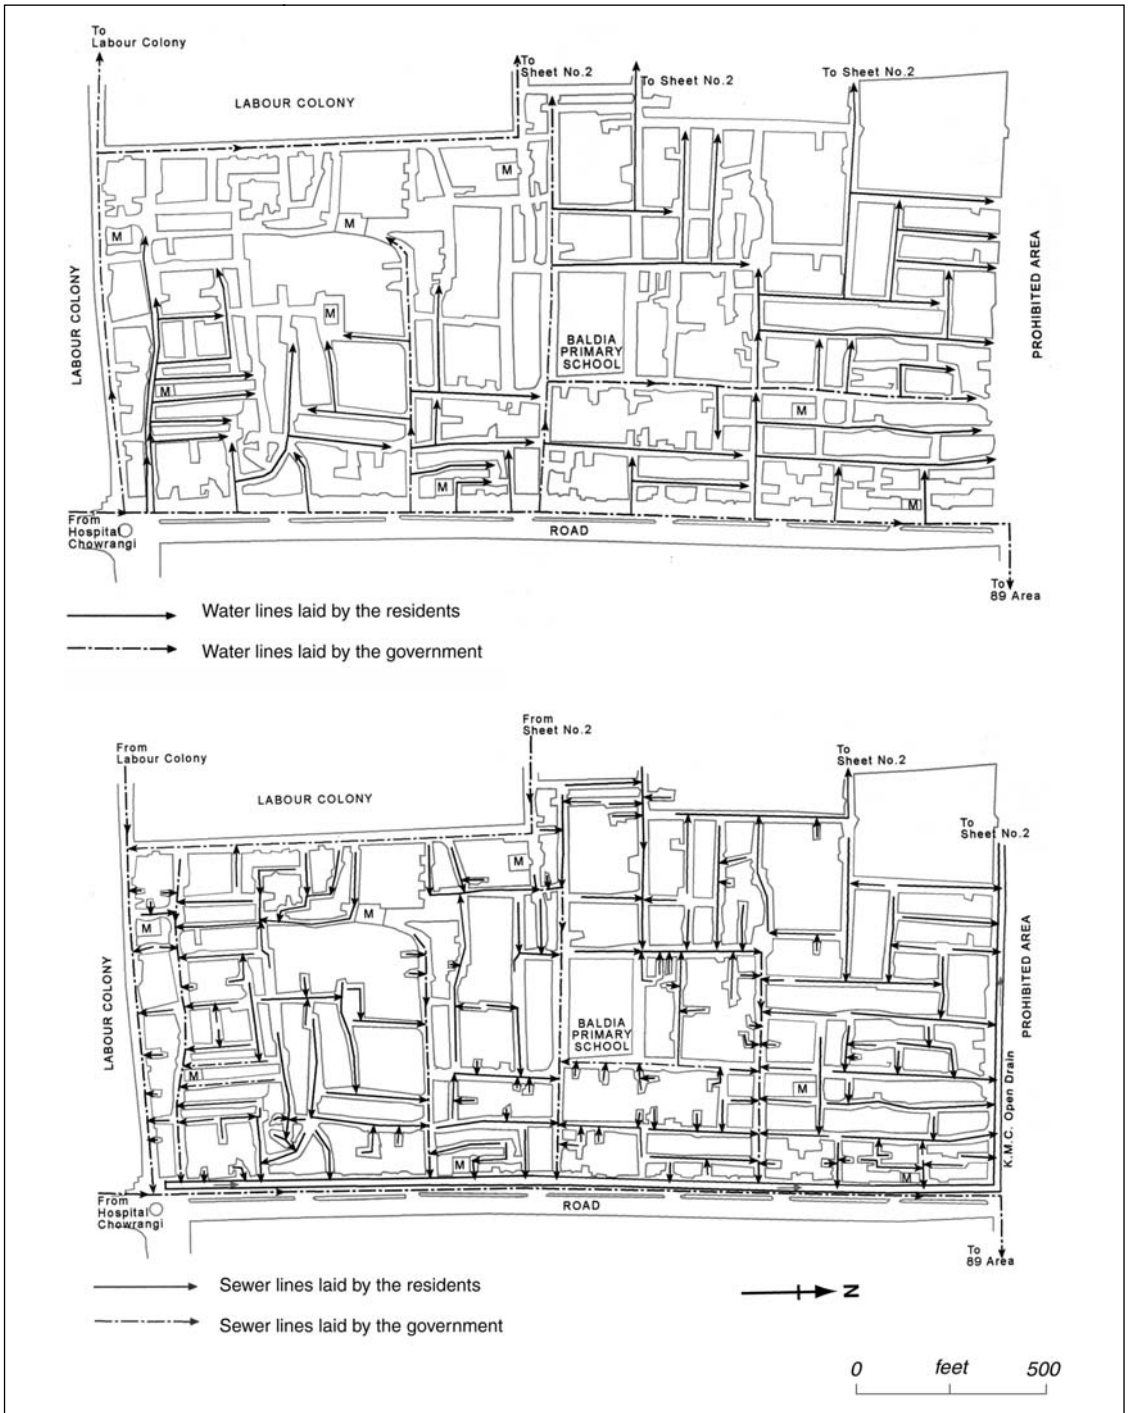 To
Labour Colony
To
Sheet No.2
To Sheet No.2
To Sheet No.2
LABOUR COLONY
M
M
M
M
LABOUR COLONY
PROHIBITED AREA
BALDIA
PRIMARY
SCHOOL
M
M
M
M
From
Hospital
Chowrangi
ROAD
To
89 Area
Water lines laid by the residents
Water lines laid by the government
From
Sheet No.2
From
Labour Colony
To
Sheet No.2
LABOUR COLONY
To
Sheet No.2
M
M
M
LABOUR COLONY
PROHIBITED AREA
BALDIA
PRIMARY
SCHOOL
M
M
K.M.C. Open Drain
M
M
From
Hospital
Chowrangi
ROAD
To
89 Area
Sewer lines laid by the residents
N
Sewer lines laid by the government
0 feet 500